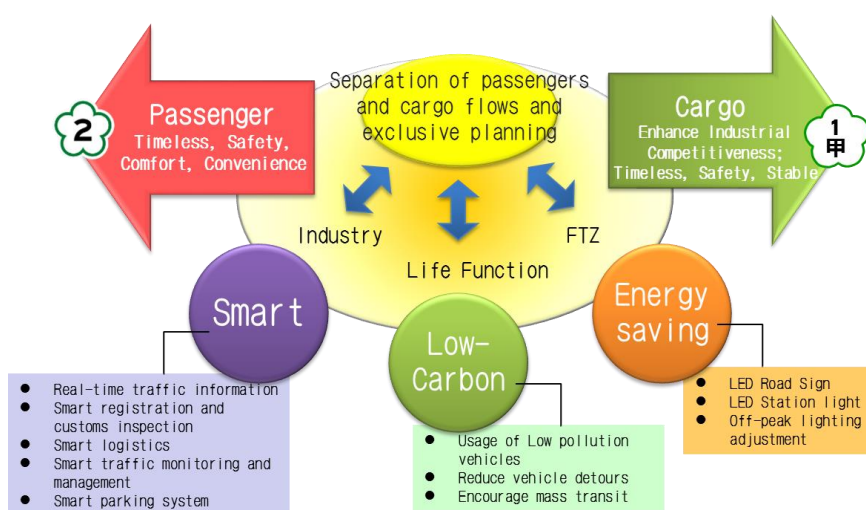 Separation of passengers
and cargo flows and
exclusive planning
2
Passenger
Timeless, Safety,
Comfort, Convenience
Cargo
Enhance Industrial
Competitiveness;
Timeless, Safety, Stable
1
甲
Industry
Life Function
FTZ
Smart
● Real-time traffic information
● Smart registration and
customs inspection
● Smart logistics
● Smart traffic monitoring and
management
● Smart parking system
Low-
Carbon
● Usage of Low pollution
vehicles
● Reduce vehicle detours
● Encourage mass transit
Energy
saving
● LED Road Sign
● LED Station light
● Off-peak lighting
adjustment